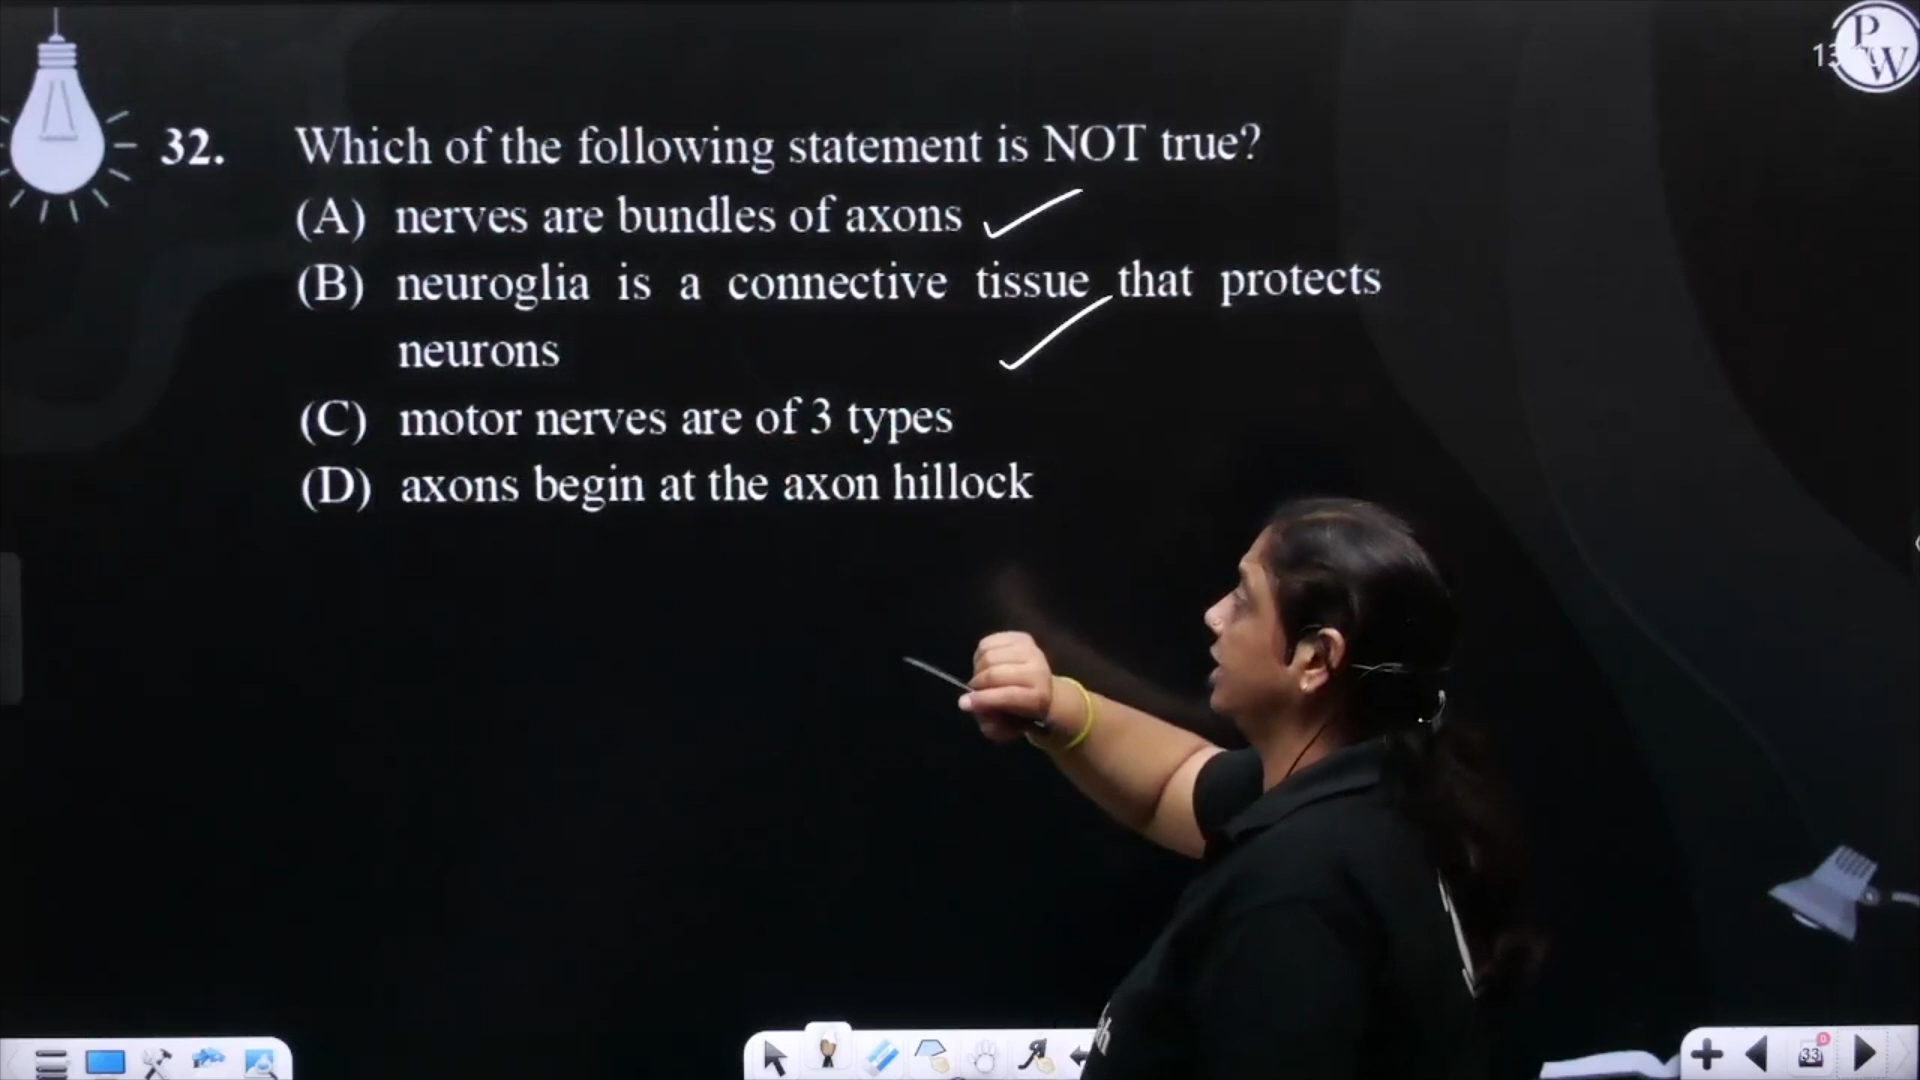 P
W
32. Which of the following statement is NOT true?
(A) nerves are bundles of axons
(B) neuroglia is a connective tissue that protects
neurons
(C) motor nerves are of 3 types
(D) axons begin at the axon hillock
33